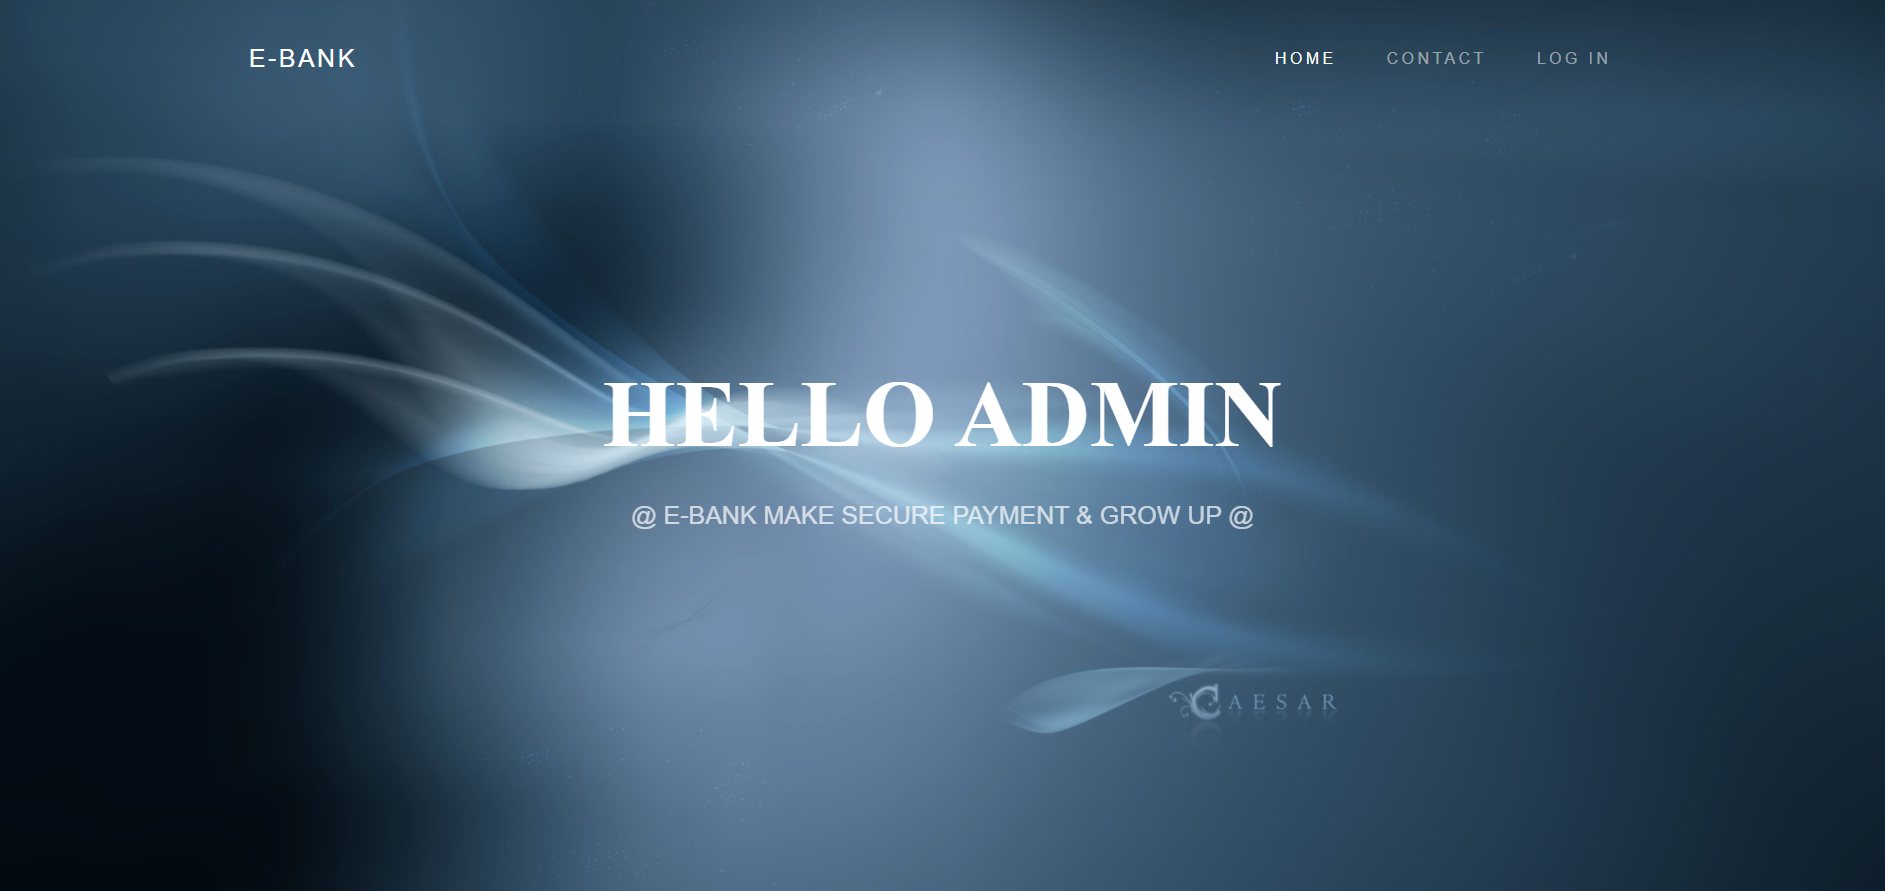 E-BANK
HOME CONTACT LOG IN
HELLO ADMIN
@ E-BANK MAKE SECURE PAYMENT & GROW UP @
CAESAR